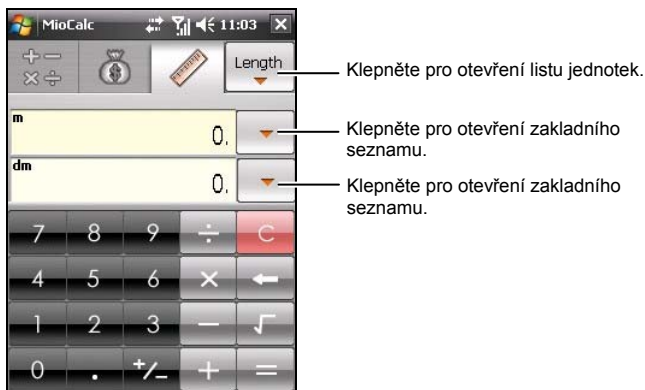 MioCalc 11:03
Length
Klepněte pro otevření listu jednotek.
m
0.
Klepněte pro otevření zakladního
seznamu.
dm
0.
Klepněte pro otevření zakladního
seznamu.
7 8 9 ÷ C
4 5 6 ×
1 2 3 − √
0 . +/− + =